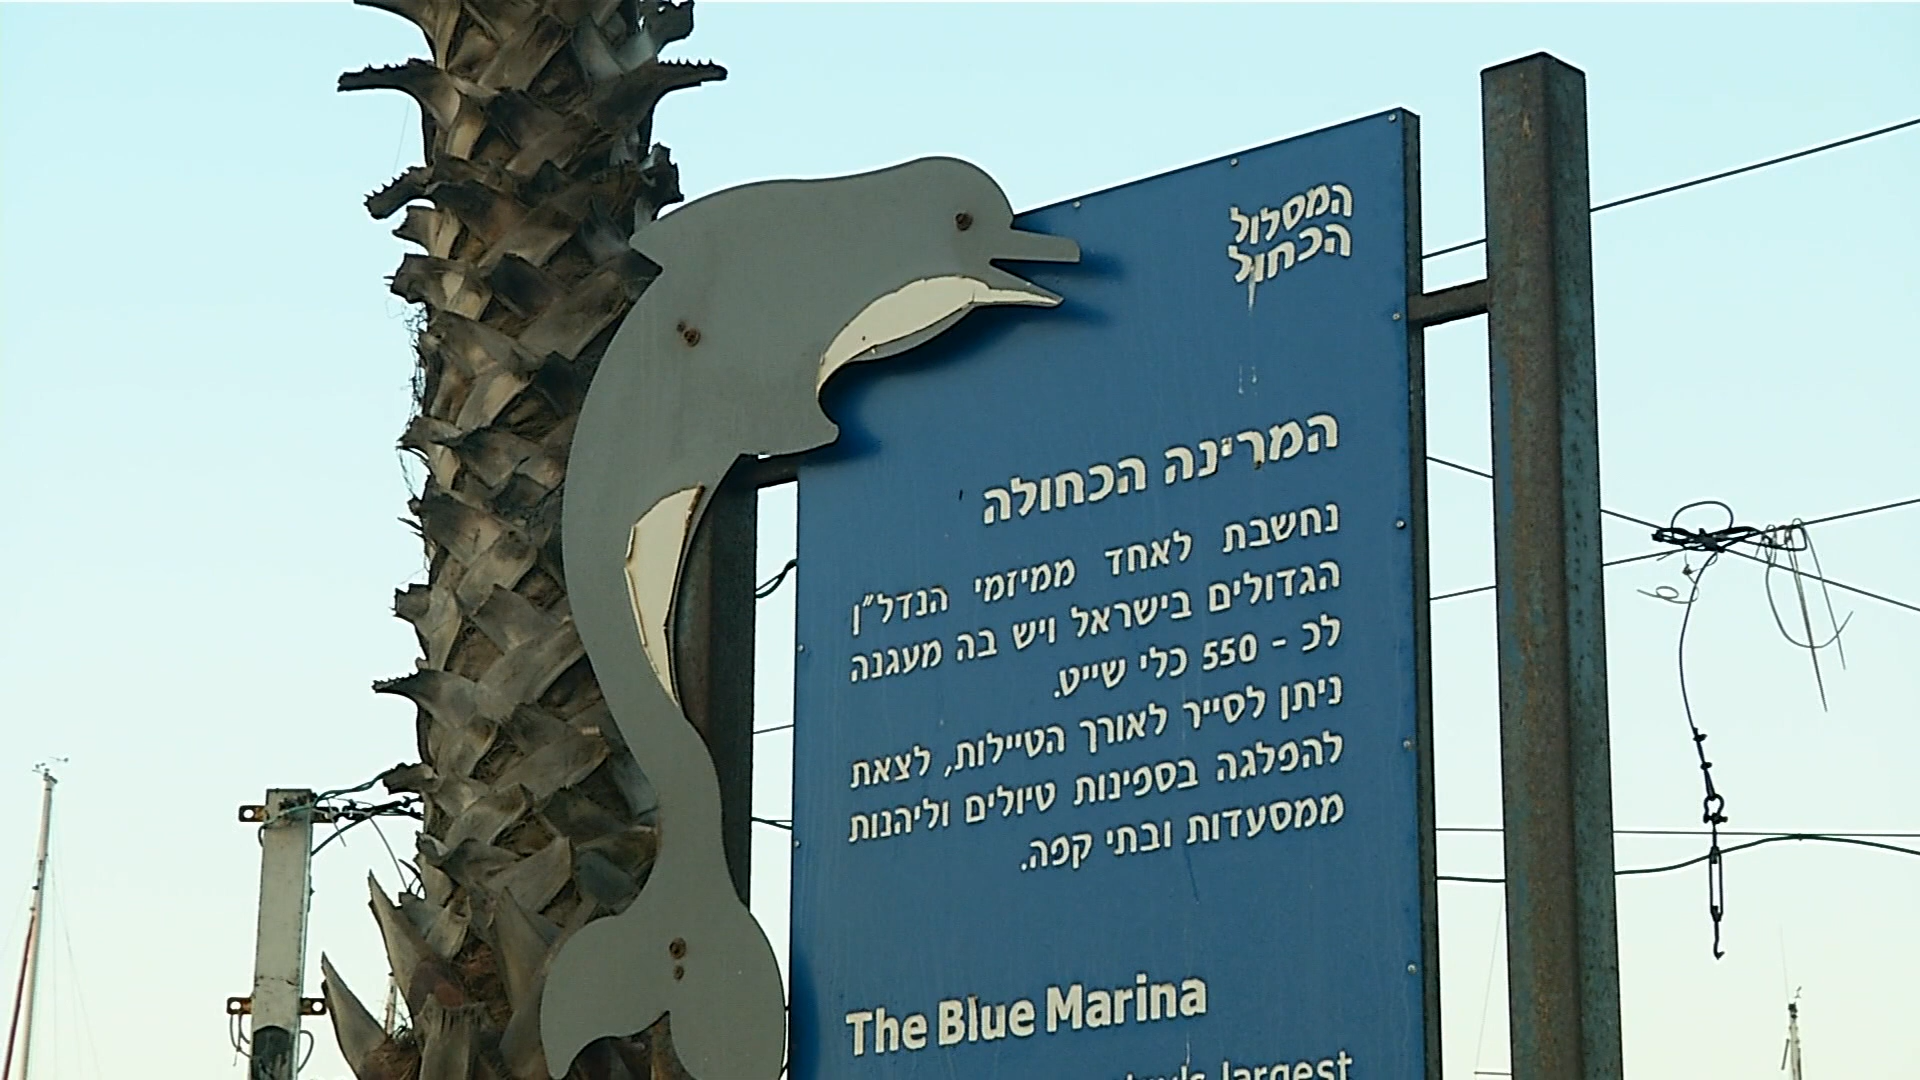 המסלול
הכחול
המרינה הכחולה
נחשבת לאחד ממיזמי הנדל"ן
הגדולים בישראל ויש בה מעגנה
לכ - 550 כלי שייט.
ניתן לסייר לאורך הטיילות, לצאת
להפלגה בספינות טיולים וליהנות
ממסעדות ובתי קפה.
The Blue Marina
largest